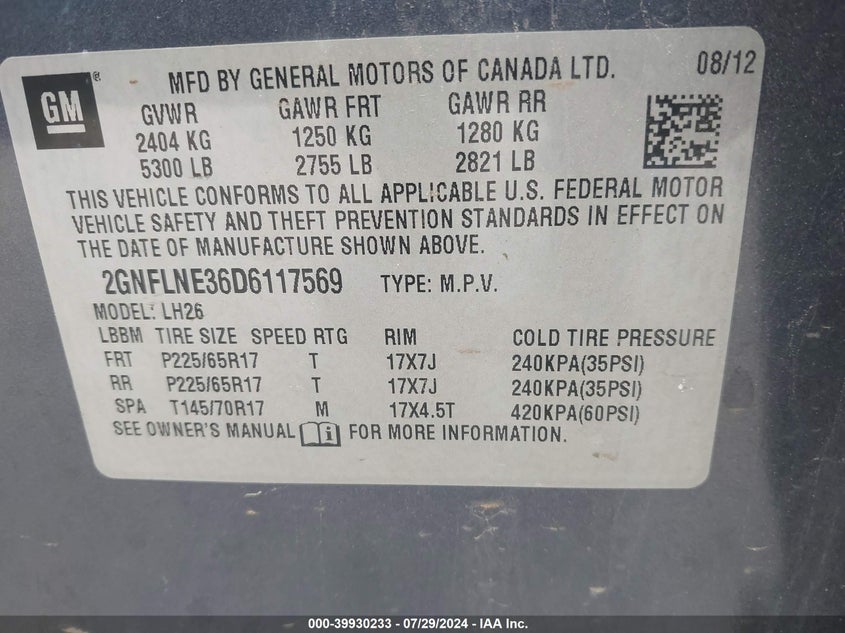 GM
®
MFD BY GENERAL MOTORS OF CANADA LTD.
08/12
GVWR GAWR FRT GAWR RR
2404 KG 1250 KG 1280 KG
5300 LB 2755 LB 2821 LB
THIS VEHICLE CONFORMS TO ALL APPLICABLE U.S. FEDERAL MOTOR
VEHICLE SAFETY AND THEFT PREVENTION STANDARDS IN EFFECT ON
THE DATE OF MANUFACTURE SHOWN ABOVE.
2GNFLNE36D6117569 TYPE: M.P.V.
MODEL: LH26
LBBM TIRE SIZE SPEED RTG RIM COLD TIRE PRESSURE
FRT P225/65R17 T 17X7J 240KPA(35PSI)
RR P225/65R17 T 17X7J 240KPA(35PSI)
SPA T145/70R17 M 17X4.5T 420KPA(60PSI)
SEE OWNER'S MANUAL i FOR MORE INFORMATION.
000-39930233 - 07/29/2024 - IAA Inc.